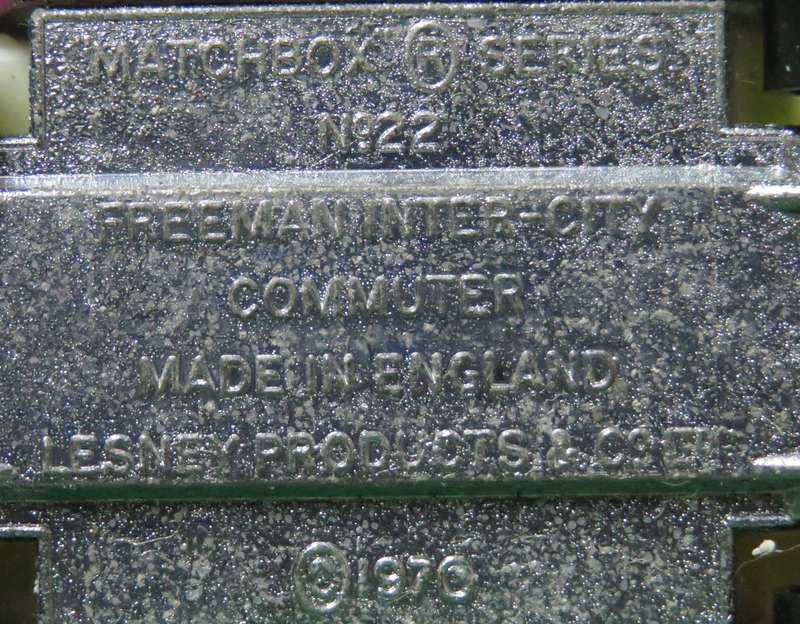 MATCHBOX ® SERIES
Nº22
FREEMAN INTER-CITY
COMMUTER
MADE IN ENGLAND
LESNEY PRODUCTS & Cº LTD
© 1970